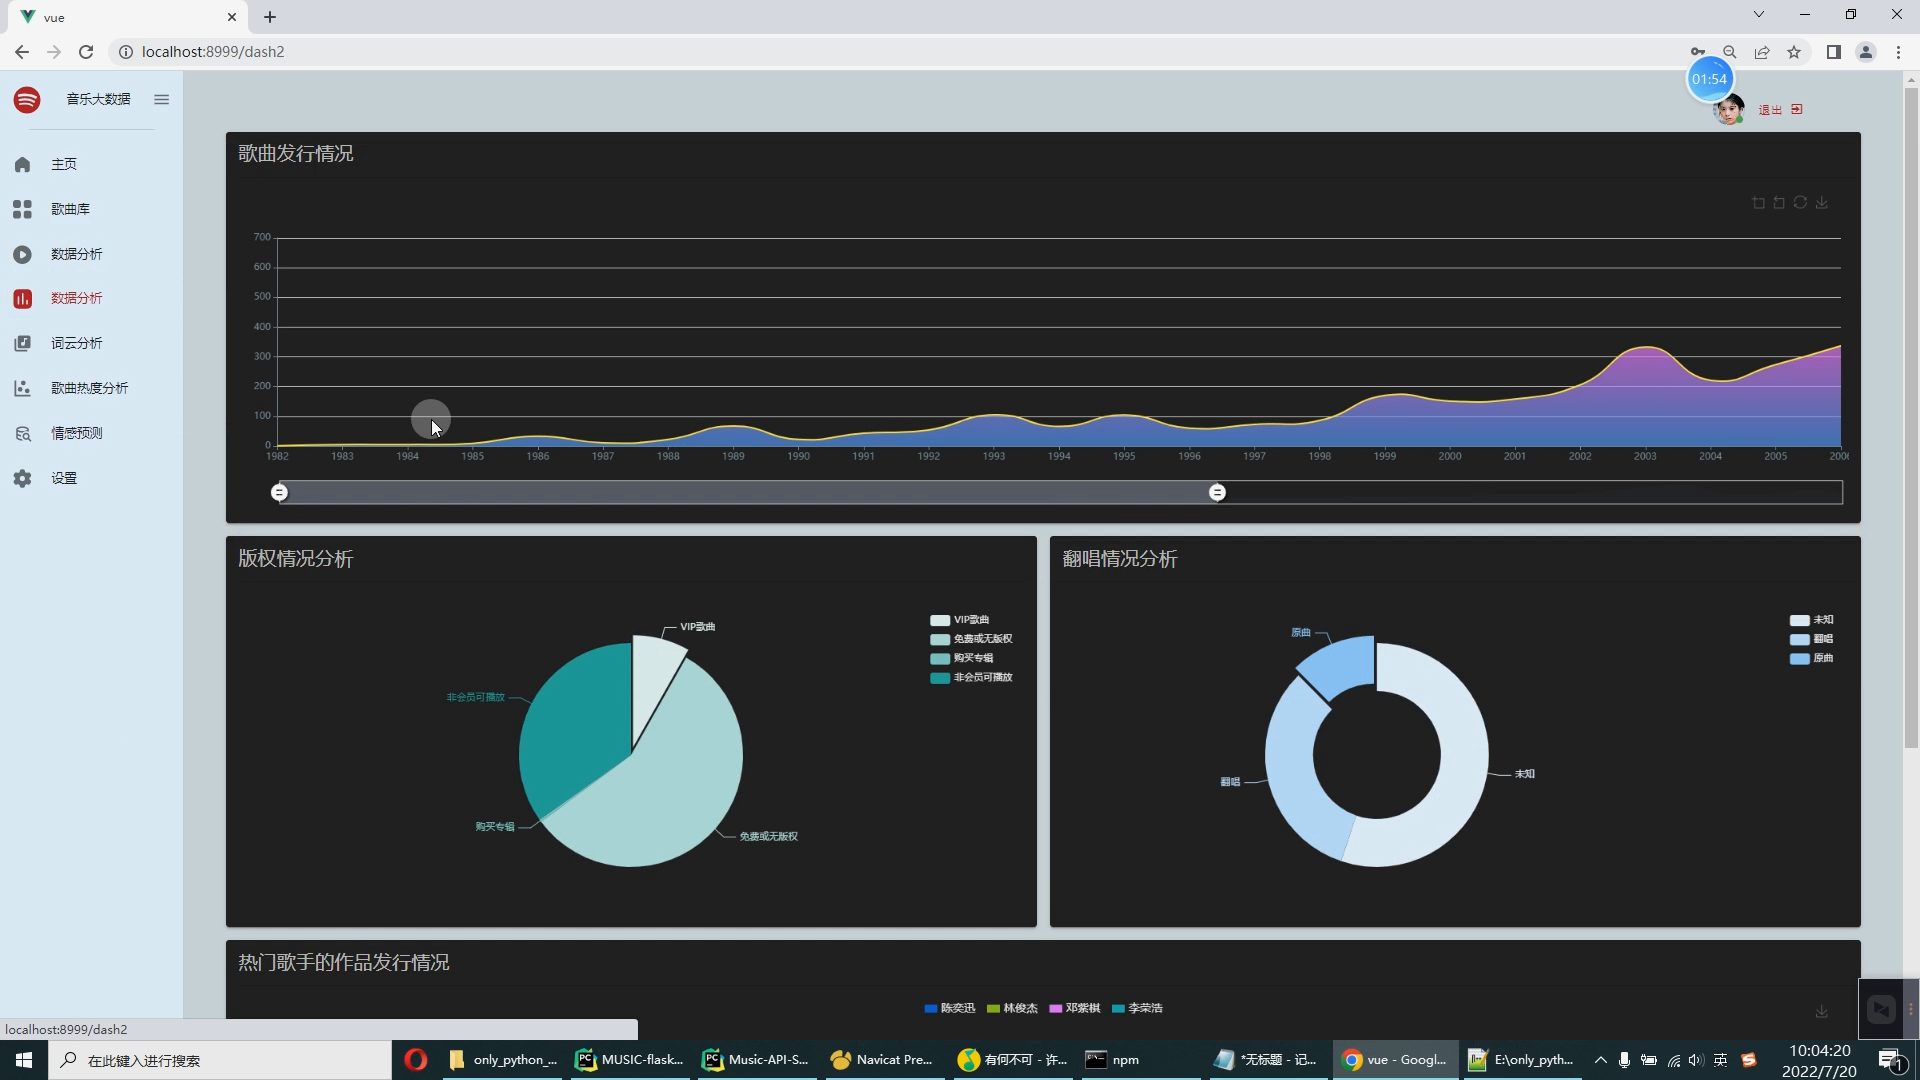 vue
localhost:8999/dash2
01:54
音乐大数据
退出
主页
歌曲库
数据分析
数据分析
词云分析
歌曲热度分析
情感预测
设置
歌曲发行情况
700
600
500
400
300
200
100
0
1982 1983 1984 1985 1986 1987 1988 1989 1990 1991 1992 1993 1994 1995 1996 1997 1998 1999 2000 2001 2002 2003 2004 2005 2006
版权情况分析
VIP歌曲
非会员可播放
购买专辑
免费或无版权
VIP歌曲
免费或无版权
购买专辑
非会员可播放
翻唱情况分析
原曲
翻唱
未知
未知
翻唱
原曲
热门歌手的作品发行情况
陈奕迅 林俊杰 邓紫棋 李荣浩
localhost:8999/dash2
在此键入进行搜索
only_python_...
MUSIC-flask...
Music-API-S...
Navicat Pre...
有何不可 - 许...
npm
*无标题 - 记...
vue - Googl...
E:\only_pyth...
英
10:04:20
2022/7/20
1